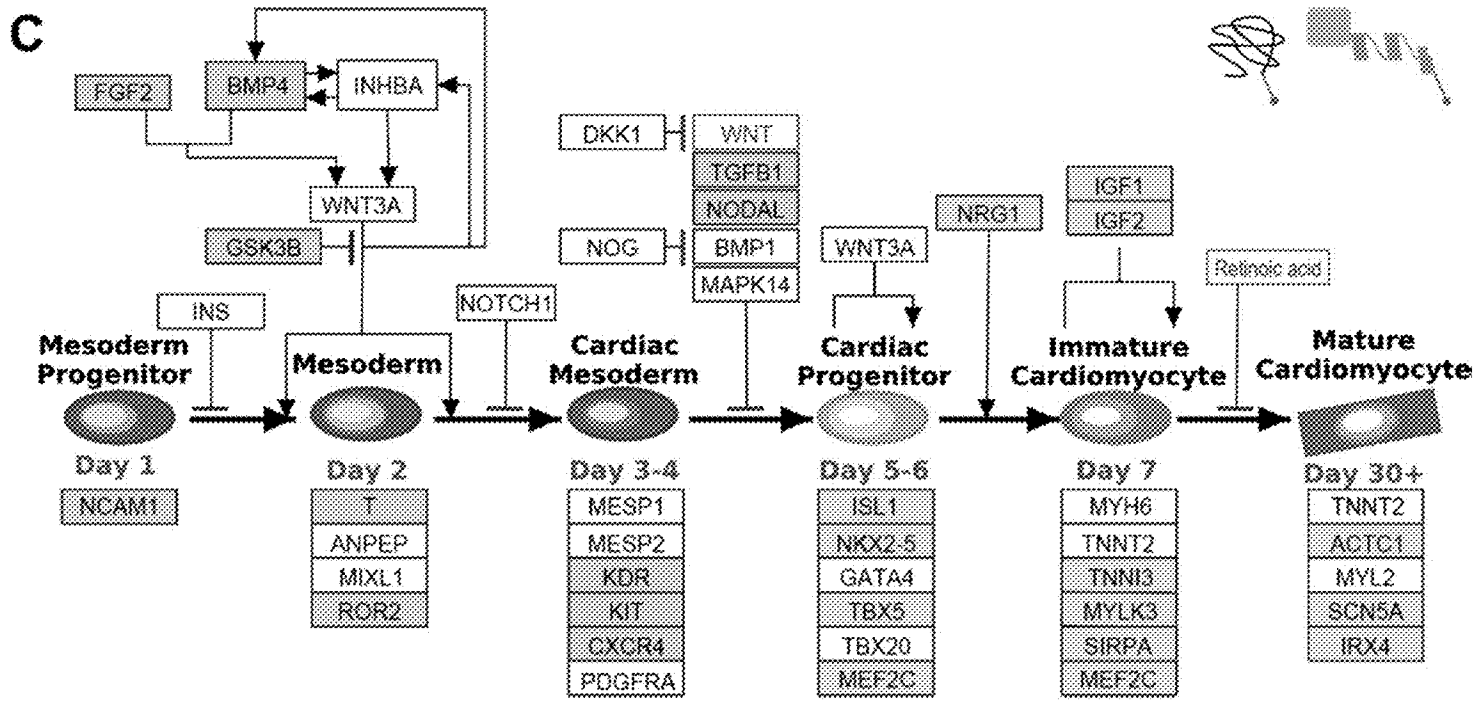 C
FGF2
BMP4
INHBA
WNT3A
GSK3B
DKK1
WNT
TGFB1
NODAL
NOG
BMP1
MAPK14
WNT3A
NRG1
IGF1
IGF2
Retinoic acid
INS
NOTCH1
Mesoderm
Progenitor
Mesoderm
Cardiac
Mesoderm
Cardiac
Progenitor
Immature
Cardiomyocyte
Mature
Cardiomyocyte
Day 1
NCAM1
Day 2
T
ANPEP
MIXL1
ROR2
Day 3-4
MESP1
MESP2
KDR
KIT
CXCR4
PDGFRA
Day 5-6
ISL1
NKX2-5
GATA4
TBX5
TBX20
MEF2C
Day 7
MYH6
TNNT2
TNNI3
MYLK3
SIRPA
MEF2C
Day 30+
TNNT2
ACTC1
MYL2
SCN5A
IRX4